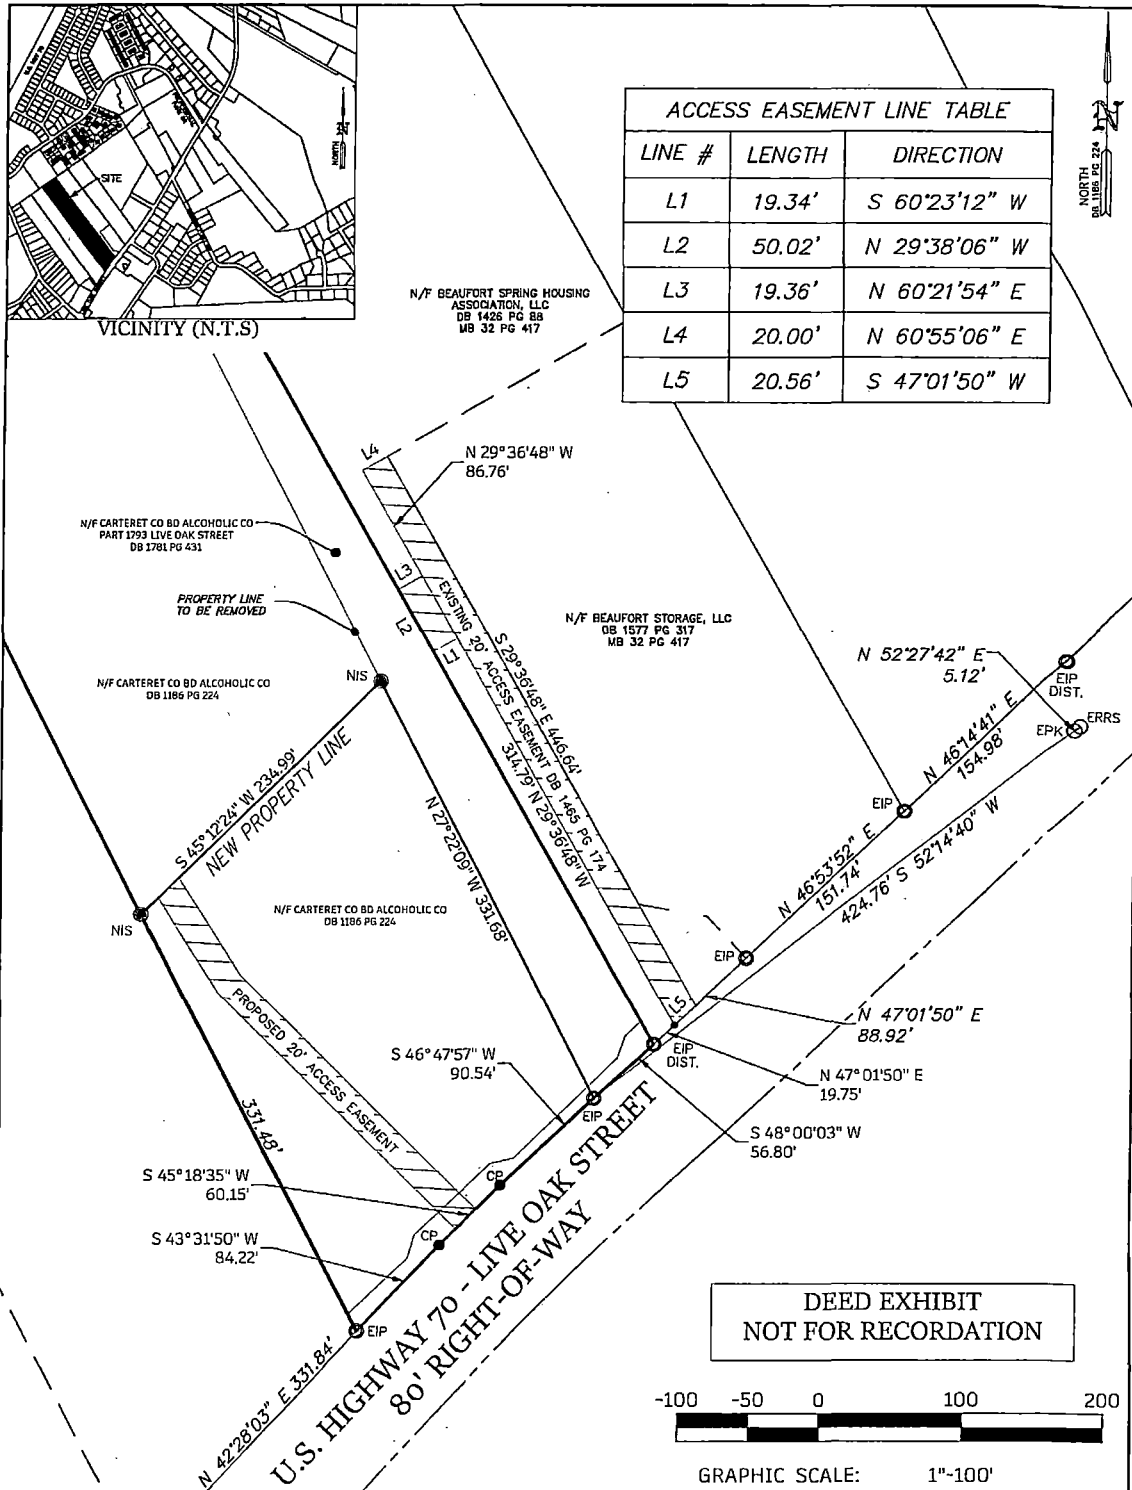 SITE
NORTH
VICINITY (N.T.S)
NORTH
DB 1186 PG 224
ACCESS EASEMENT LINE TABLE
LINE # LENGTH DIRECTION
L1 19.34' S 60°23'12" W
L2 50.02' N 29°38'06" W
L3 19.36' N 60°21'54" E
L4 20.00' N 60°55'06" E
L5 20.56' S 47°01'50" W
N/F BEAUFORT SPRING HOUSING
ASSOCIATION, LLC
DB 1426 PG 88
MB 32 PG 417
L4
N 29°36'48" W
86.76'
N/F CARTERET CO BD ALCOHOLIC CO
PART 1793 LIVE OAK STREET
DB 1781 PG 431
PROPERTY LINE
TO BE REMOVED
L3
L2
L1
EXISTING 20' ACCESS EASEMENT DB 1465 PG 174
S 29°36'48" E 446.64'
314.79' N 29°36'48" W
N/F BEAUFORT STORAGE, LLC
DB 1577 PG 317
MB 32 PG 417
N 52°27'42" E
5.12'
EIP
DIST.
ERRS
EPK
N/F CARTERET CO BD ALCOHOLIC CO
DB 1186 PG 224
NIS
S 45°12'24" W 234.99'
NEW PROPERTY LINE
N 27°22'09" W 331.68'
N 46°14'41" E
154.98'
EIP
N 46°53'52" E
151.74'
424.76' S 52°14'40" W
N/F CARTERET CO BD ALCOHOLIC CO
DB 1186 PG 224
NIS
EIP
PROPOSED 20' ACCESS EASEMENT
L5
N 47°01'50" E
88.92'
EIP
DIST.
S 46°47'57" W
90.54'
N 47°01'50" E
19.75'
EIP
331.48'
S 48°00'03" W
56.80'
S 45°18'35" W
60.15'
CP
S 43°31'50" W
84.22'
CP
EIP
N 42°28'03" E 331.84'
U.S. HIGHWAY 70 - LIVE OAK STREET
80' RIGHT-OF-WAY
DEED EXHIBIT
NOT FOR RECORDATION
-100 -50 0 100 200
GRAPHIC SCALE: 1"-100'